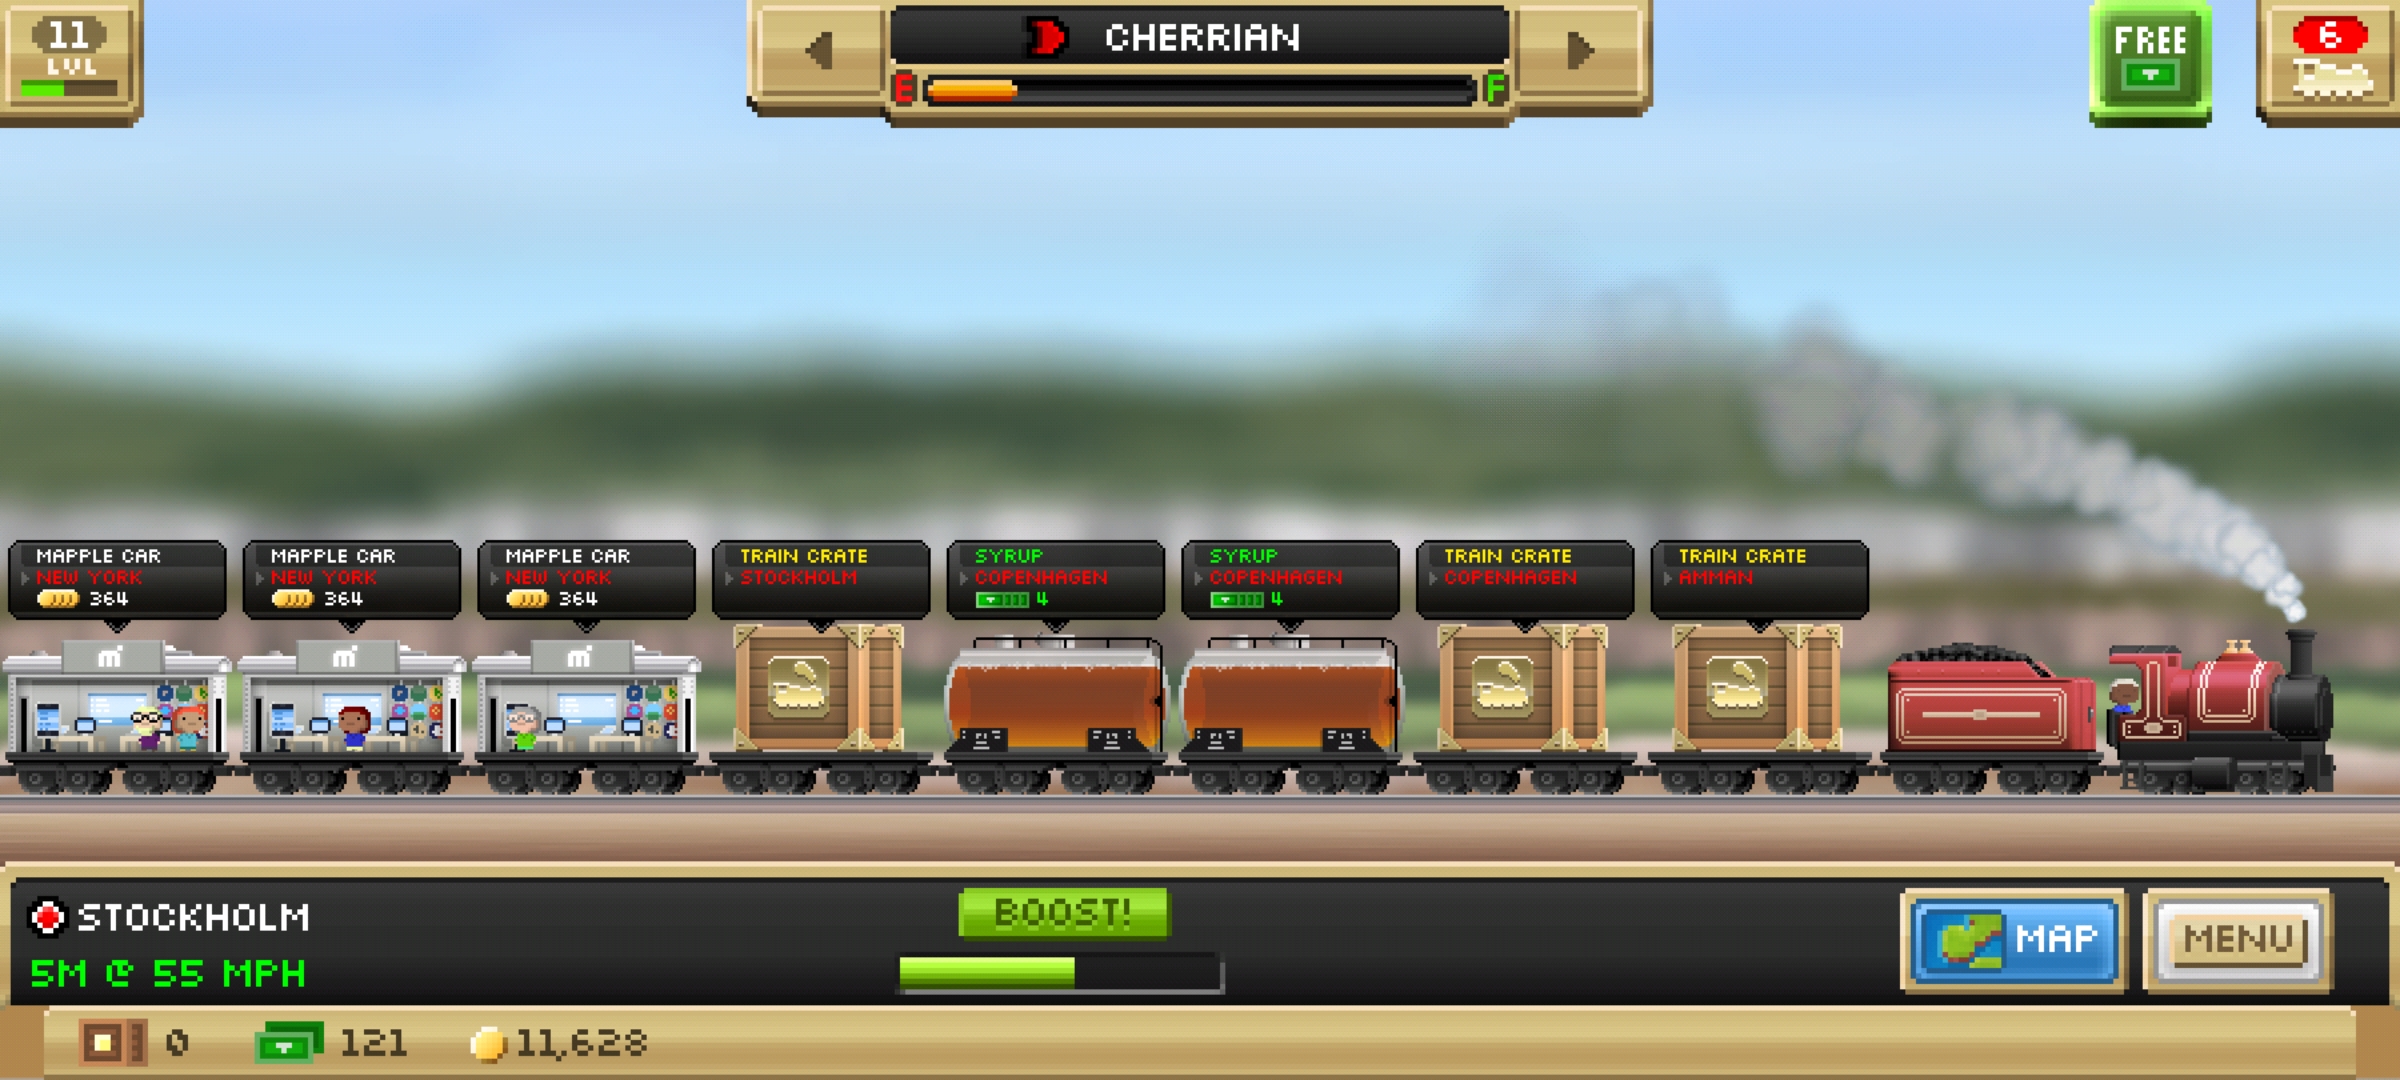 11
LVL
CHERRIAN
E
F
FREE
6
MAPPLE CAR
NEW YORK
364
MAPPLE CAR
NEW YORK
364
MAPPLE CAR
NEW YORK
364
TRAIN CRATE
STOCKHOLM
SYRUP
COPENHAGEN
4
SYRUP
COPENHAGEN
4
TRAIN CRATE
COPENHAGEN
TRAIN CRATE
AMMAN
m
m
m
STOCKHOLM
5M @ 55 MPH
BOOST!
MAP
MENU
0
121
11,628